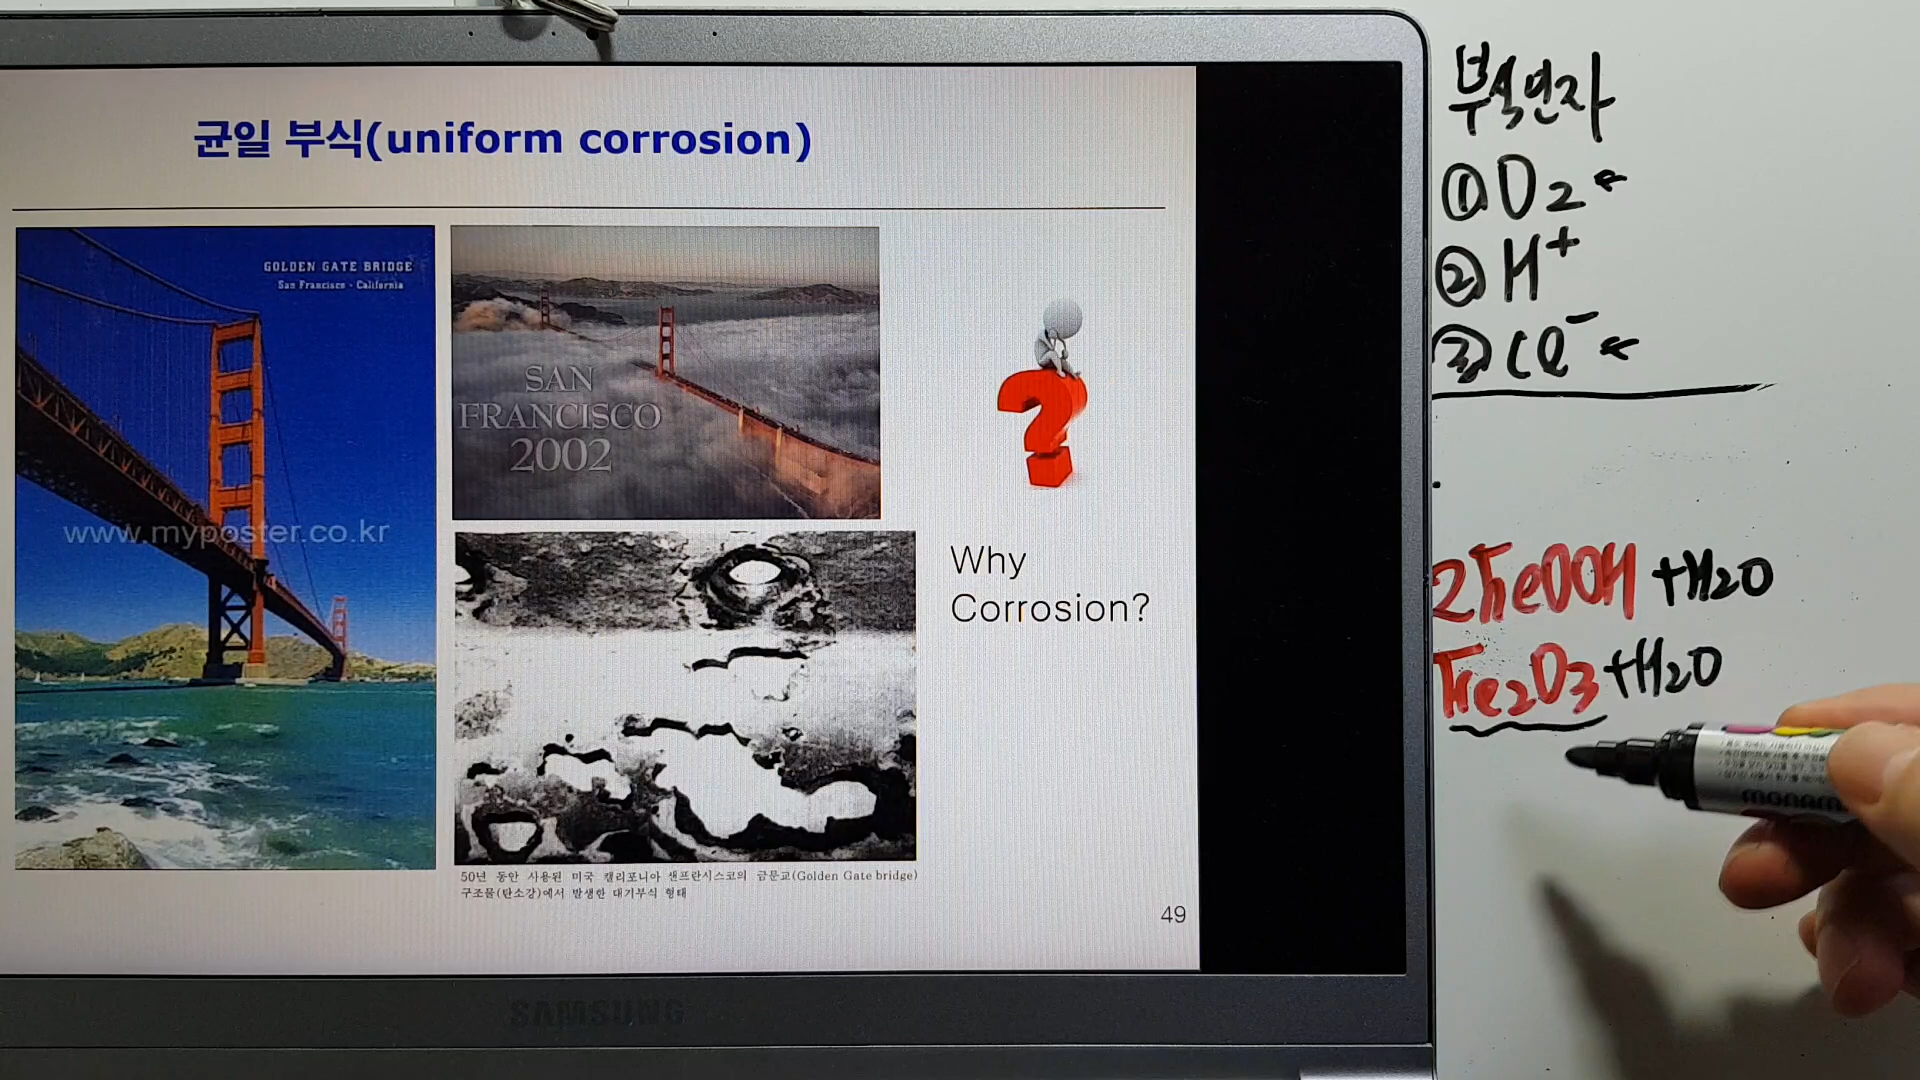 균일 부식(uniform corrosion)
GOLDEN GATE BRIDGE
San Francisco - California
www.myposter.co.kr
SAN
FRANCISCO
2002
Why
Corrosion?
50년 동안 사용된 미국 캘리포니아 샌프란시스코의 금문교(Golden Gate bridge)
구조물(탄소강)에서 발생한 대기부식 형태
49
SAMSUNG
부식인자
① O2 ←
② H+
③ Cl- ←
2FeOOH + H2O
Fe2O3 + H2O
monami